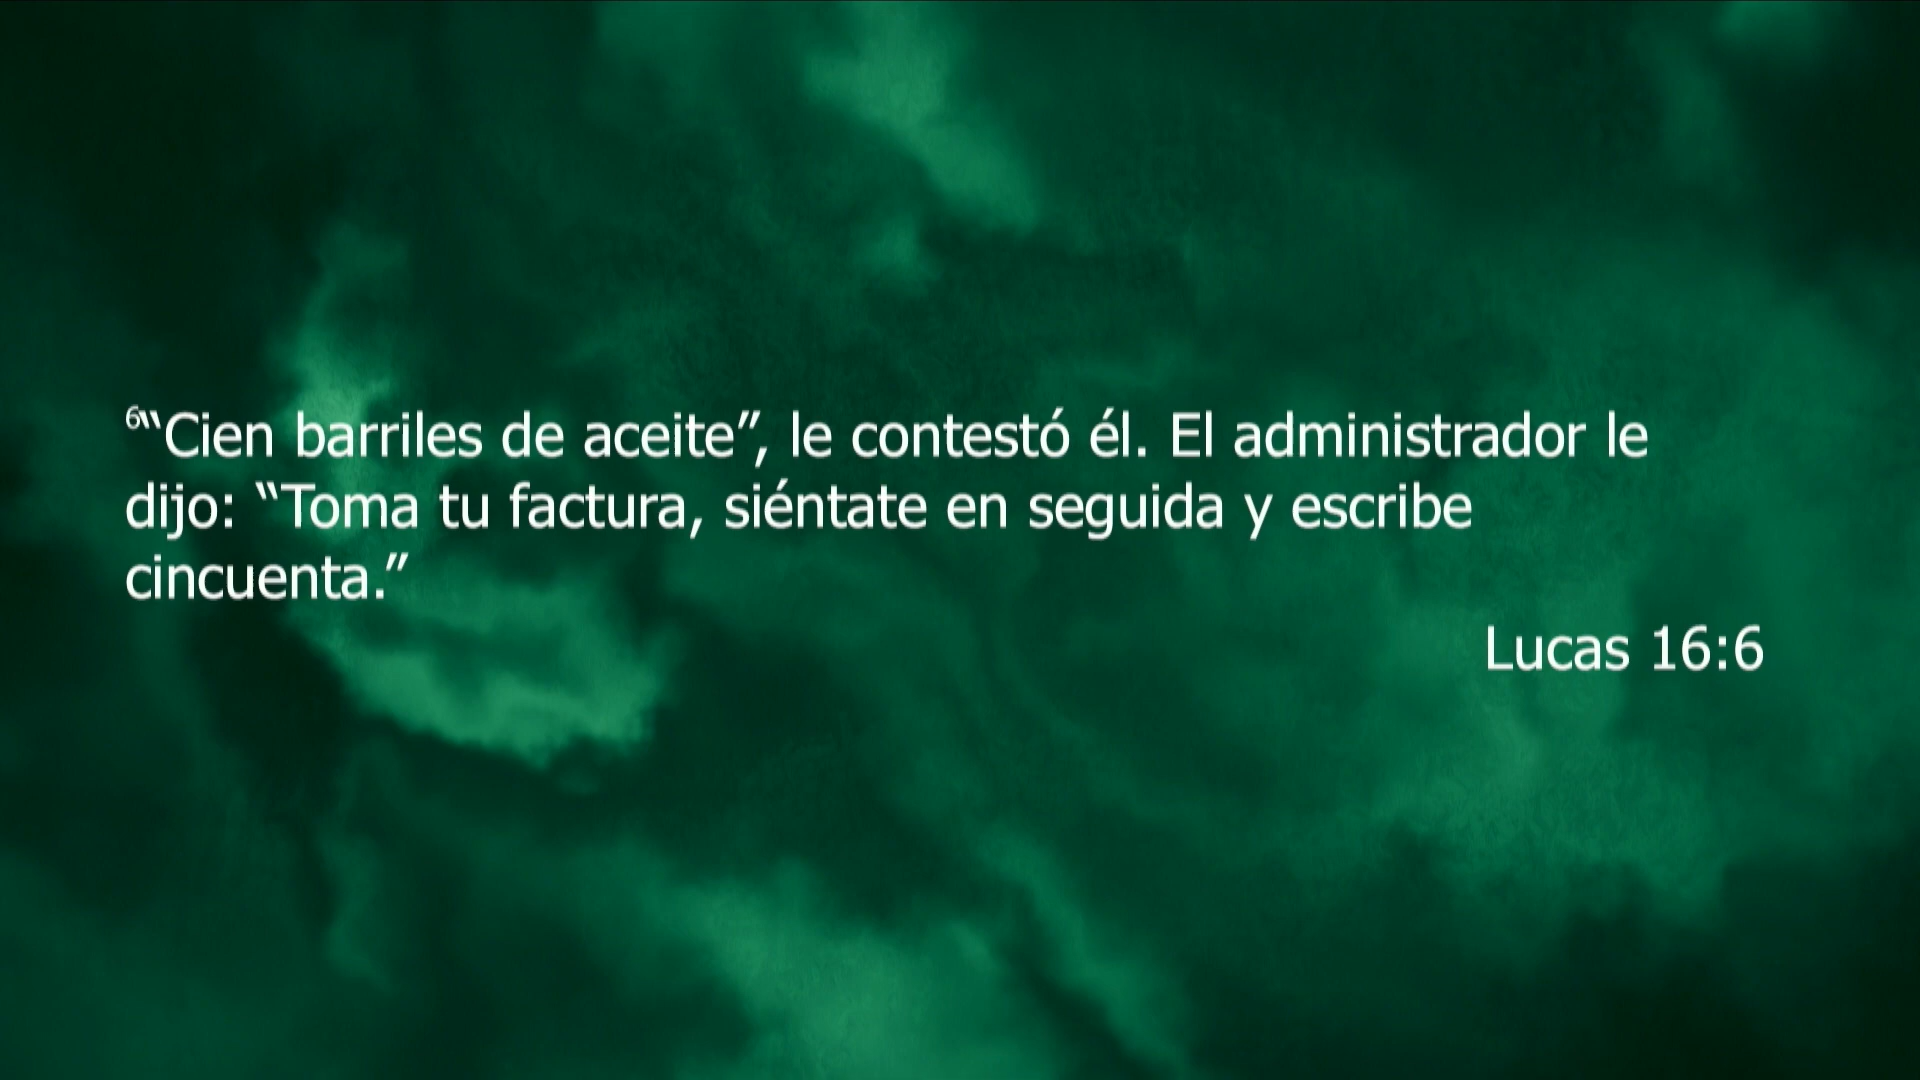 ⁶“Cien barriles de aceite”, le contestó él. El administrador le
dijo: “Toma tu factura, siéntate en seguida y escribe
cincuenta.”
Lucas 16:6